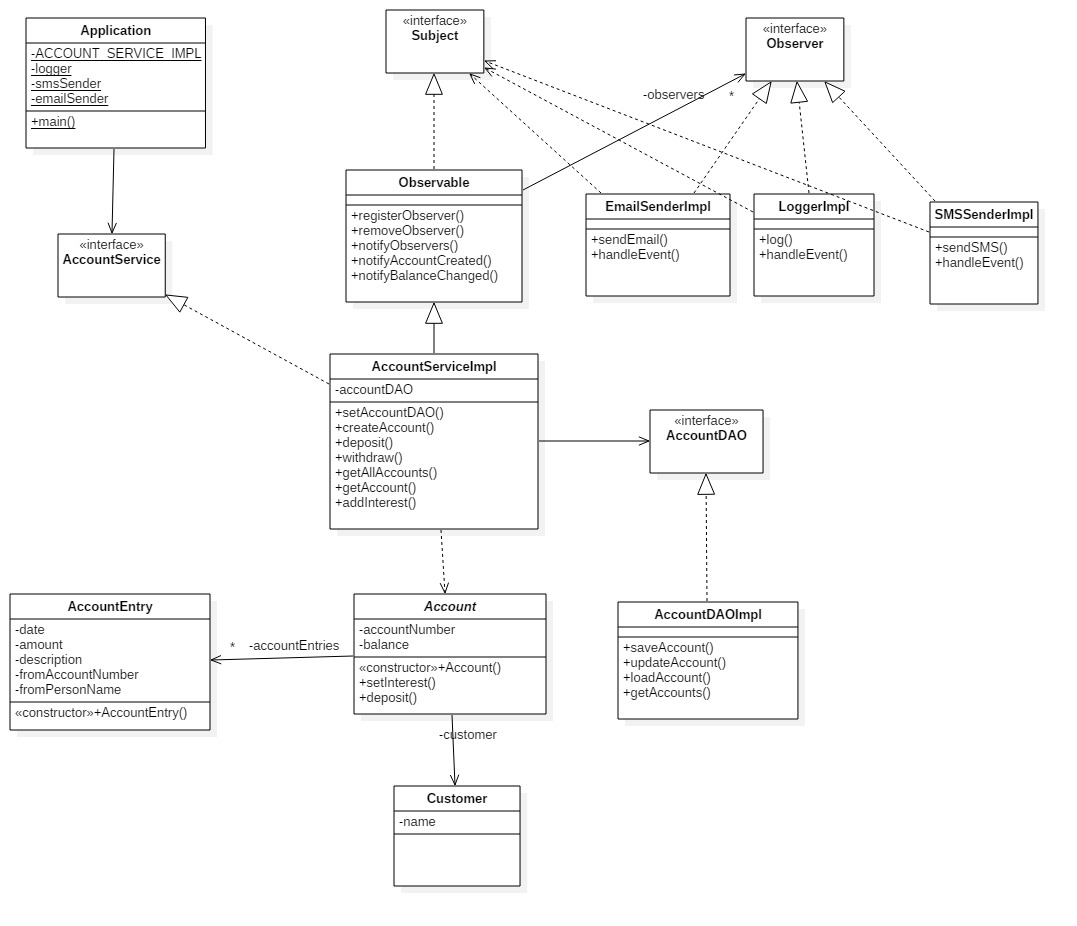 Application
-ACCOUNT_SERVICE_IMPL
-logger
-smsSender
-emailSender
+main()
«interface»
Subject
«interface»
Observer
-observers
*
Observable
+registerObserver()
+removeObserver()
+notifyObservers()
+notifyAccountCreated()
+notifyBalanceChanged()
EmailSenderImpl
+sendEmail()
+handleEvent()
LoggerImpl
+log()
+handleEvent()
SMSSenderImpl
+sendSMS()
+handleEvent()
«interface»
AccountService
AccountServiceImpl
-accountDAO
+setAccountDAO()
+createAccount()
+deposit()
+withdraw()
+getAllAccounts()
+getAccount()
+addInterest()
«interface»
AccountDAO
AccountEntry
-date
-amount
-description
-fromAccountNumber
-fromPersonName
«constructor»+AccountEntry()
*
-accountEntries
Account
-accountNumber
-balance
«constructor»+Account()
+setInterest()
+deposit()
AccountDAOImpl
+saveAccount()
+updateAccount()
+loadAccount()
+getAccounts()
-customer
Customer
-name